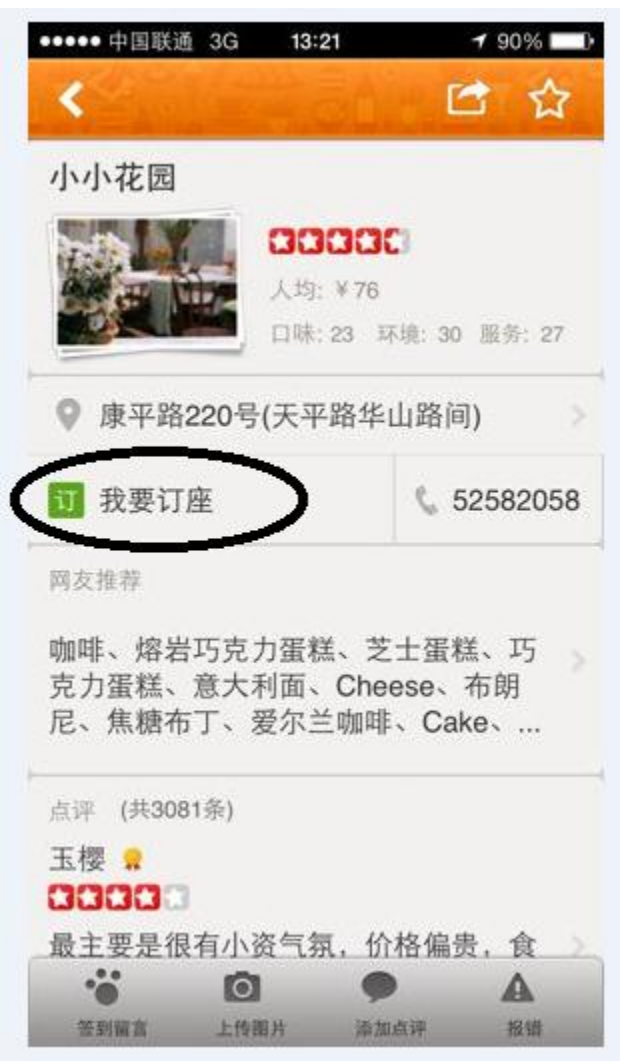 中国联通 3G 13:21 90%
小小花园
人均: ¥76
口味: 23 环境: 30 服务: 27
康平路220号(天平路华山路间)
订 我要订座 52582058
网友推荐
咖啡、熔岩巧克力蛋糕、芝士蛋糕、巧
克力蛋糕、意大利面、Cheese、布朗
尼、焦糖布丁、爱尔兰咖啡、Cake、...
点评 (共3081条)
玉樱
最主要是很有小资气氛，价格偏贵，食
签到留言 上传图片 添加点评 报错